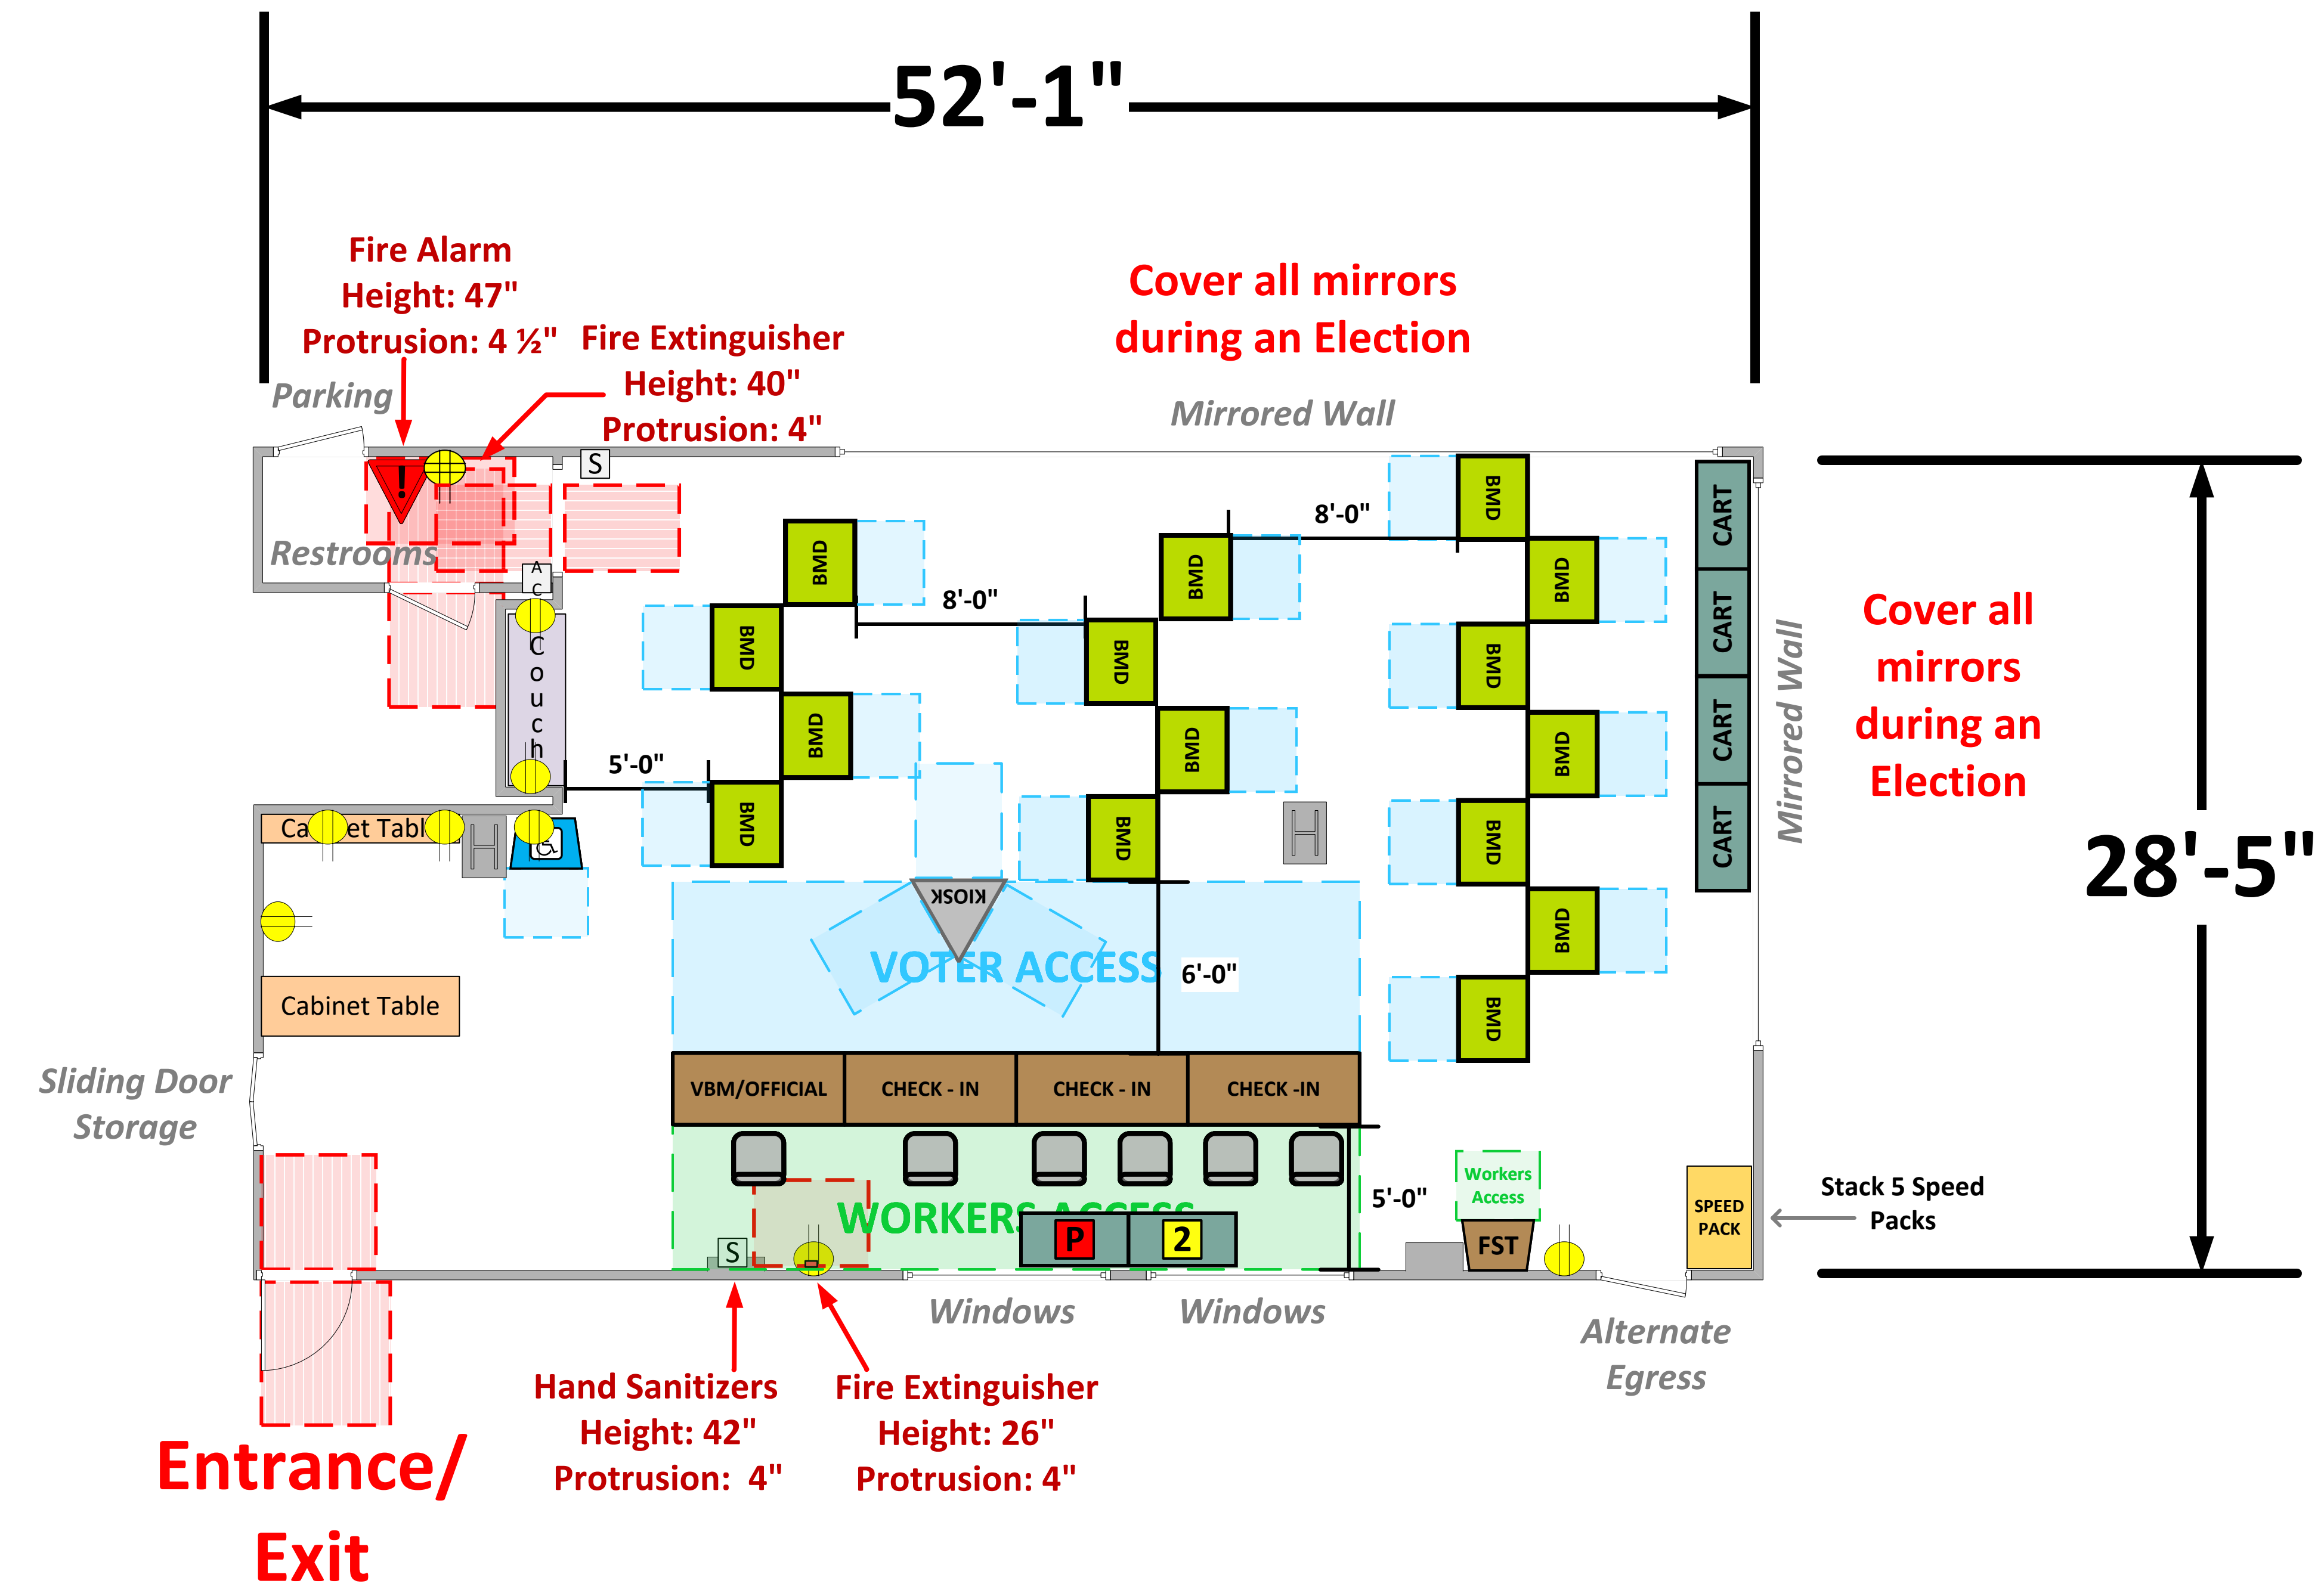 52'-1"
Fire Alarm
Height: 47"
Protrusion: 4 ½"
Fire Extinguisher
Height: 40"
Protrusion: 4"
Cover all mirrors
during an Election
Parking
Mirrored Wall
S
!
Restrooms
A
C
Couch
BMD
BMD
BMD
BMD
8'-0"
5'-0"
BMD
BMD
BMD
BMD
8'-0"
BMD
BMD
BMD
BMD
BMD
BMD
BMD
CART
CART
CART
CART
Mirrored Wall
Cover all
mirrors
during an
Election
28'-5"
Cabinet Table
H
H
KIOSK
VOTER ACCESS
6'-0"
Cabinet Table
Sliding Door
Storage
VBM/OFFICIAL
CHECK - IN
CHECK - IN
CHECK -IN
WORKERS ACCESS
5'-0"
S
P
2
Workers
Access
FST
SPEED
PACK
Stack 5 Speed
Packs
Windows
Windows
Alternate
Egress
Hand Sanitizers
Height: 42"
Protrusion:  4"
Fire Extinguisher
Height: 26"
Protrusion: 4"
Entrance/
Exit